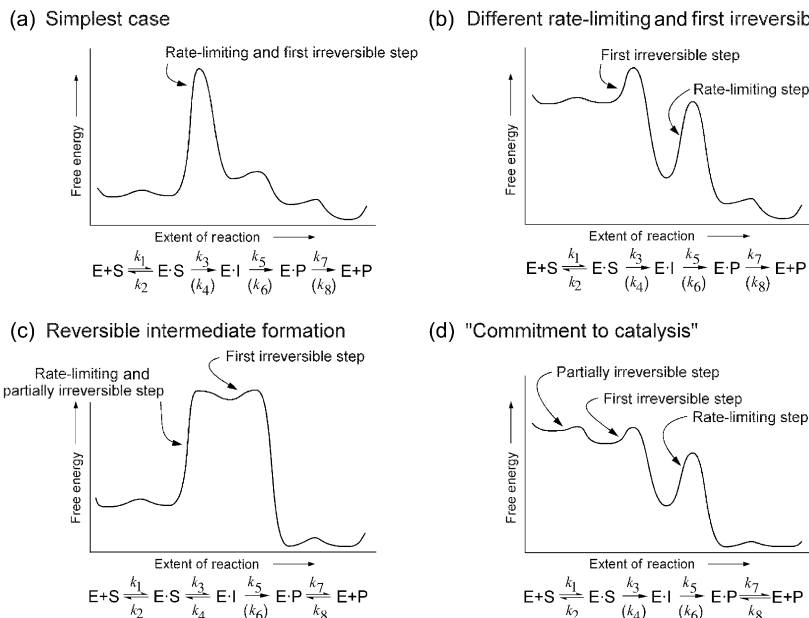 (a) Simplest case
Rate-limiting and first irreversible step
Free energy
Extent of reaction
k1 k3 k5 k7
E+S ⇌ E·S → E·I → E·P → E+P
k2 (k4) (k6) (k8)
(b) Different rate-limiting and first irreversib
First irreversible step
Rate-limiting step
Free energy
Extent of reaction
k1 k3 k5 k7
E+S ⇌ E·S → E·I → E·P → E+P
k2 (k4) (k6) (k8)
(c) Reversible intermediate formation
First irreversible step
Rate-limiting and
partially irreversible step
Free energy
Extent of reaction
k1 k3 k5 k7
E+S ⇌ E·S ⇌ E·I → E·P ⇌ E+P
k2 k4 (k6) k8
(d) "Commitment to catalysis"
Partially irreversible step
First irreversible step
Rate-limiting step
Free energy
Extent of reaction
k1 k3 k5 k7
E+S ⇌ E·S → E·I → E·P ⇌ E+P
k2 (k4) (k6) k8